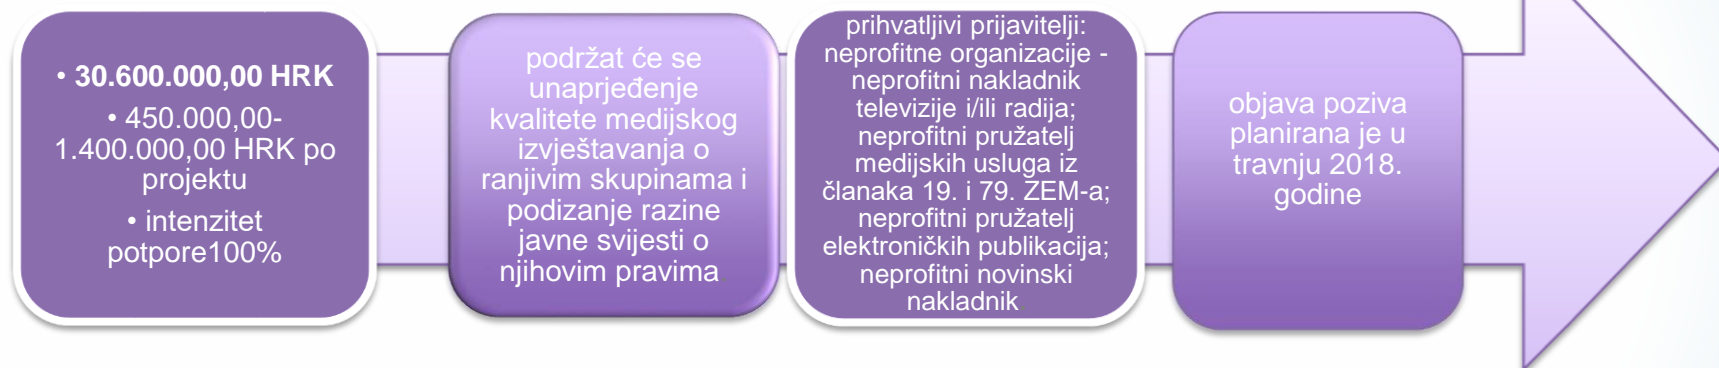 • 30.600.000,00 HRK
• 450.000,00-
1.400.000,00 HRK po
projektu
• intenzitet
potpore100%
podržat će se
unaprjeđenje
kvalitete medijskog
izvještavanja o
ranjivim skupinama i
podizanje razine
javne svijesti o
njihovim pravima
prihvatljivi prijavitelji:
neprofitne organizacije -
neprofitni nakladnik
televizije i/ili radija;
neprofitni pružatelj
medijskih usluga iz
članaka 19. i 79. ZEM-a;
neprofitni pružatelj
elektroničkih publikacija;
neprofitni novinski
nakladnik
objava poziva
planirana je u
travnju 2018.
godine